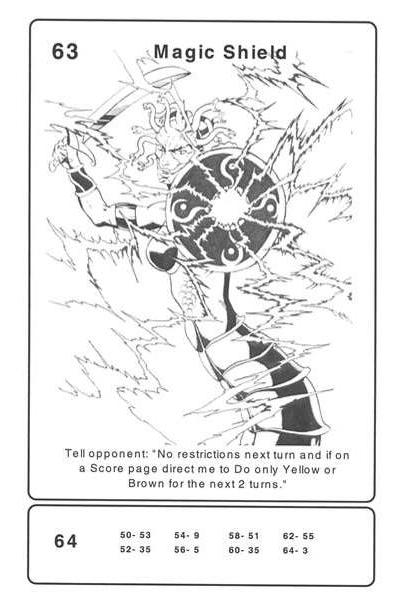 63
Magic Shield
Tell opponent: "No restrictions next turn and if on
a Score page direct me to Do only Yellow or
Brown for the next 2 turns."
64
50- 53 54- 9 58- 51 62- 55
52- 35 56- 5 60- 35 64- 3